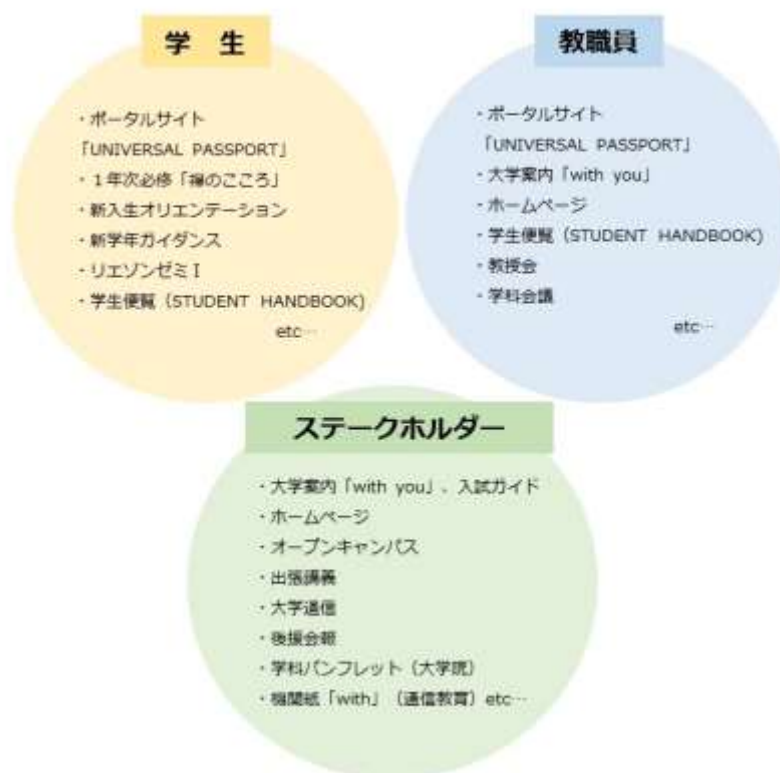 学　生
・ポータルサイト
「UNIVERSAL PASSPORT」
・１年次必修「禅のこころ」
・新入生オリエンテーション
・新学年ガイダンス
・リエゾンゼミⅠ
・学生便覧（STUDENT HANDBOOK)
etc…
教職員
・ポータルサイト
「UNIVERSAL PASSPORT」
・大学案内「with you」
・ホームページ
・学生便覧（STUDENT HANDBOOK)
・教授会
・学科会議
etc…
ステークホルダー
・大学案内「with you」、入試ガイド
・ホームページ
・オープンキャンパス
・出張講義
・大学通信
・後援会報
・学科パンフレット（大学院）
・機関紙「with」（通信教育）etc…